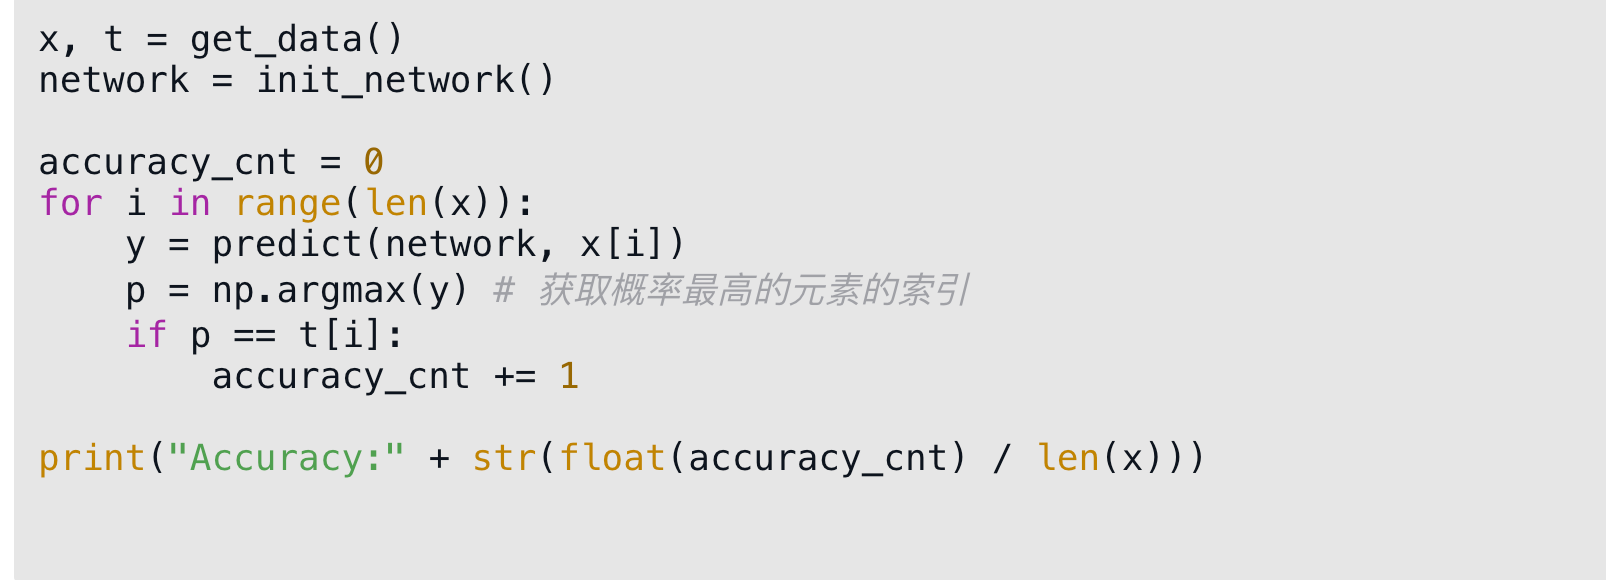 x, t = get_data()
network = init_network()
accuracy_cnt = 0
for i in range(len(x)):
    y = predict(network, x[i])
    p = np.argmax(y) # 获取概率最高的元素的索引
    if p == t[i]:
        accuracy_cnt += 1
print("Accuracy:" + str(float(accuracy_cnt) / len(x)))